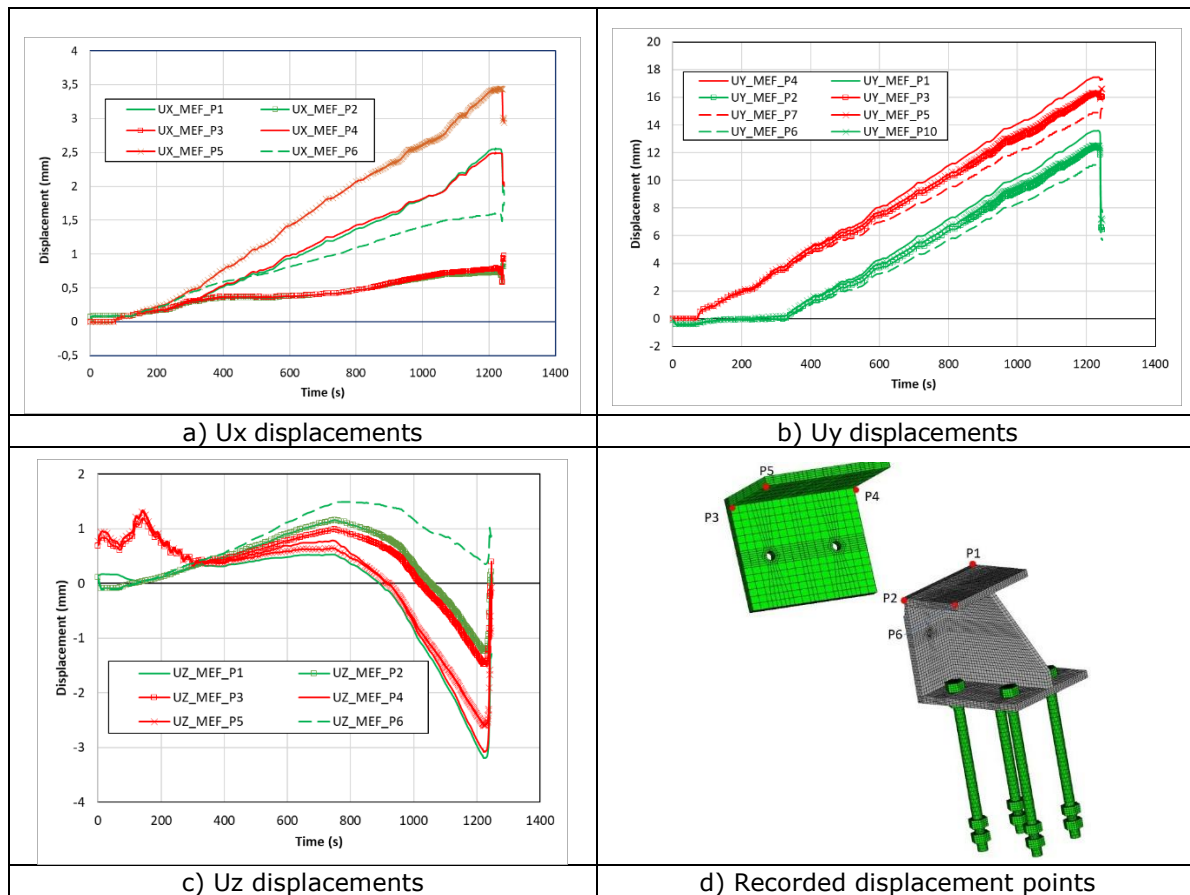 4
3,5
3
2,5
2
1,5
1
0,5
0
-0,5
Displacement (mm)
UX_MEF_P1 UX_MEF_P2
UX_MEF_P3 UX_MEF_P4
UX_MEF_P5 UX_MEF_P6
0 200 400 600 800 1000 1200 1400
Time (s)
a) Ux displacements
20
18
16
14
12
10
8
6
4
2
0
-2
Displacement (mm)
UY_MEF_P4 UY_MEF_P1
UY_MEF_P2 UY_MEF_P3
UY_MEF_P7 UY_MEF_P5
UY_MEF_P6 UY_MEF_P10
0 200 400 600 800 1000 1200 1400
Time (s)
b) Uy displacements
2
1
0
-1
-2
-3
-4
Displacement (mm)
UZ_MEF_P1 UZ_MEF_P2
UZ_MEF_P3 UZ_MEF_P4
UZ_MEF_P5 UZ_MEF_P6
0 200 400 600 800 1000 1200 1400
Time (s)
c) Uz displacements
P5
P4
P3
P1
P2
P6
d) Recorded displacement points